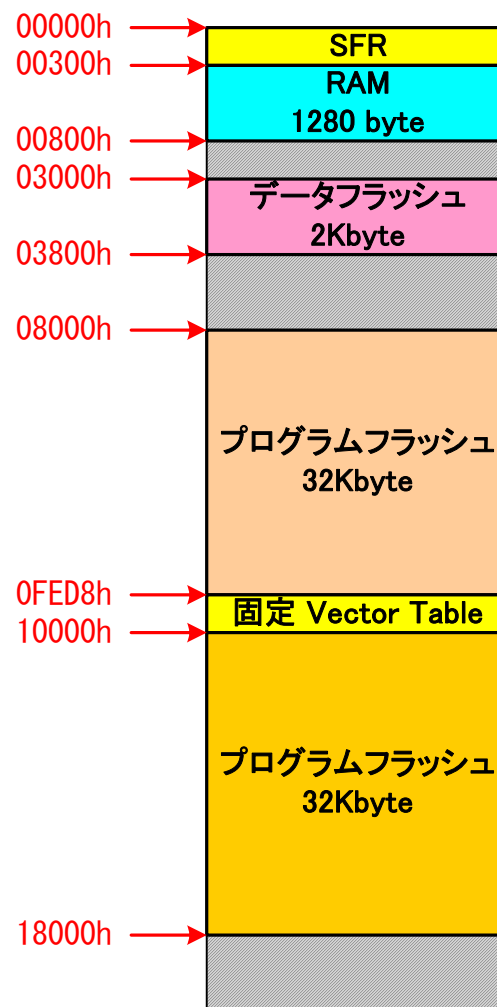 00000h
SFR
00300h
RAM
1280 byte
00800h
03000h
データフラッシュ
2Kbyte
03800h
08000h
プログラムフラッシュ
32Kbyte
0FED8h
固定 Vector Table
10000h
プログラムフラッシュ
32Kbyte
18000h